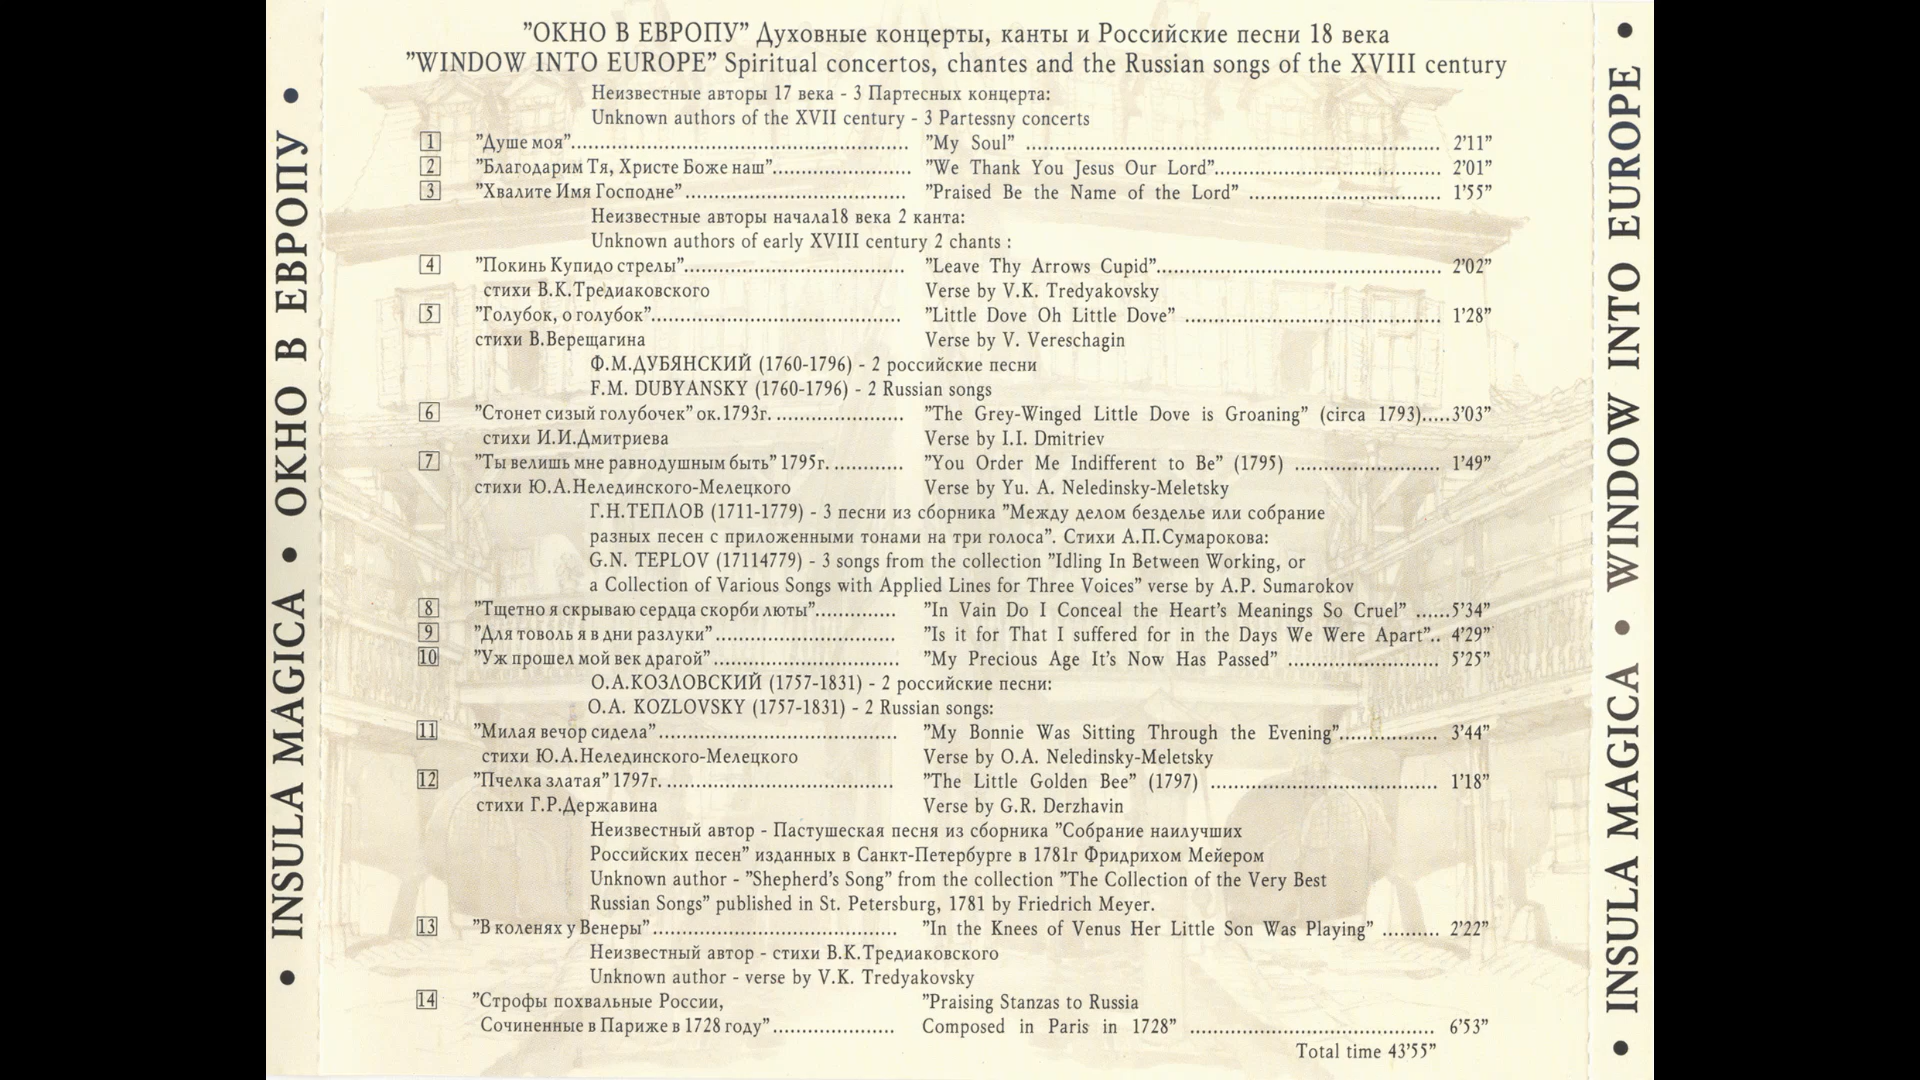 "ОКНО В ЕВРОПУ" Духовные концерты, канты и Российские песни 18 века
"WINDOW INTO EUROPE" Spiritual concertos, chantes and the Russian songs of the XVIII century
Неизвестные авторы 17 века - 3 Партесных концерта:
Unknown authors of the XVII century - 3 Partessny concerts
1 "Душе моя" "My Soul" 2'11"
2 "Благодарим Тя, Христе Боже наш" "We Thank You Jesus Our Lord" 2'01"
3 "Хвалите Имя Господне" "Praised Be the Name of the Lord" 1'55"
Неизвестные авторы начала18 века 2 канта:
Unknown authors of early XVIII century 2 chants :
4 "Покинь Купидо стрелы" "Leave Thy Arrows Cupid" 2'02"
стихи В.К.Тредиаковского Verse by V.K. Tredyakovsky
5 "Голубок, о голубок" "Little Dove Oh Little Dove" 1'28"
стихи В.Верещагина Verse by V. Vereschagin
Ф.М.ДУБЯНСКИЙ (1760-1796) - 2 российские песни
F.M. DUBYANSKY (1760-1796) - 2 Russian songs
6 "Стонет сизый голубочек" ок.1793г. "The Grey-Winged Little Dove is Groaning" (circa 1793) 3'03"
стихи И.И.Дмитриева Verse by I.I. Dmitriev
7 "Ты велишь мне равнодушным быть" 1795г. "You Order Me Indifferent to Be" (1795) 1'49"
стихи Ю.А.Нелединского-Мелецкого Verse by Yu. A. Neledinsky-Meletsky
Г.Н.ТЕПЛОВ (1711-1779) - 3 песни из сборника "Между делом безделье или собрание
разных песен с приложенными тонами на три голоса". Стихи А.П.Сумарокова:
G.N. TEPLOV (17114779) - 3 songs from the collection "Idling In Between Working, or
a Collection of Various Songs with Applied Lines for Three Voices" verse by A.P. Sumarokov
8 "Тщетно я скрываю сердца скорби люты" "In Vain Do I Conceal the Heart's Meanings So Cruel" 5'34"
9 "Для товоль я в дни разлуки" "Is it for That I suffered for in the Days We Were Apart" 4'29"
10 "Уж прошел мой век драгой" "My Precious Age It's Now Has Passed" 5'25"
О.А.КОЗЛОВСКИЙ (1757-1831) - 2 российские песни:
O.A. KOZLOVSKY (1757-1831) - 2 Russian songs:
11 "Милая вечор сидела" "My Bonnie Was Sitting Through the Evening" 3'44"
стихи Ю.А.Нелединского-Мелецкого Verse by O.A. Neledinsky-Meletsky
12 "Пчелка златая" 1797г. "The Little Golden Bee" (1797) 1'18"
стихи Г.Р.Державина Verse by G.R. Derzhavin
Неизвестный автор - Пастушеская песня из сборника "Собрание наилучших
Российских песен" изданных в Санкт-Петербурге в 1781г Фридрихом Мейером
Unknown author - "Shepherd's Song" from the collection "The Collection of the Very Best
Russian Songs" published in St. Petersburg, 1781 by Friedrich Meyer.
13 "В коленях у Венеры" "In the Knees of Venus Her Little Son Was Playing" 2'22"
Неизвестный автор - стихи В.К.Тредиаковского
Unknown author - verse by V.K. Tredyakovsky
14 "Строфы похвальные России, "Praising Stanzas to Russia
Сочиненные в Париже в 1728 году" Composed in Paris in 1728" 6'53"
Total time 43'55"
• INSULA MAGICA • ОКНО В ЕВРОПУ •
• INSULA MAGICA • WINDOW INTO EUROPE •